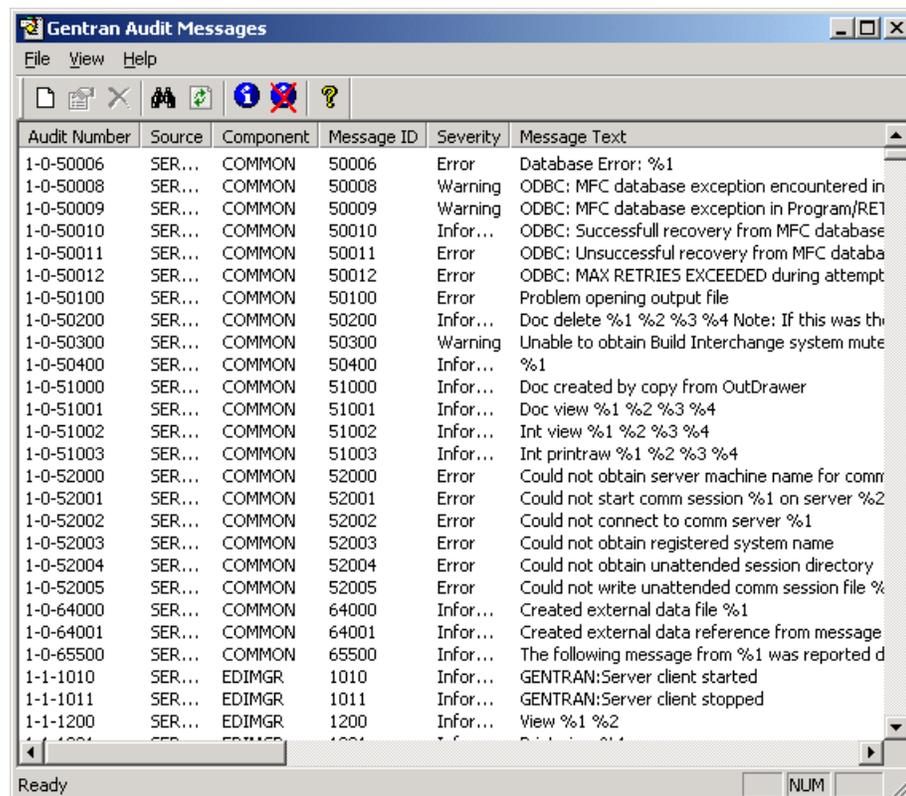 Gentran Audit Messages
File View Help
Audit Number Source Component Message ID Severity Message Text
1-0-50006 SER... COMMON 50006 Error Database Error: %1
1-0-50008 SER... COMMON 50008 Warning ODBC: MFC database exception encountered in
1-0-50009 SER... COMMON 50009 Warning ODBC: MFC database exception in Program/RET
1-0-50010 SER... COMMON 50010 Infor... ODBC: Successfull recovery from MFC database
1-0-50011 SER... COMMON 50011 Error ODBC: Unsuccessful recovery from MFC databa
1-0-50012 SER... COMMON 50012 Error ODBC: MAX RETRIES EXCEEDED during attempt
1-0-50100 SER... COMMON 50100 Error Problem opening output file
1-0-50200 SER... COMMON 50200 Infor... Doc delete %1 %2 %3 %4 Note: If this was the
1-0-50300 SER... COMMON 50300 Warning Unable to obtain Build Interchange system mute
1-0-50400 SER... COMMON 50400 Infor... %1
1-0-51000 SER... COMMON 51000 Infor... Doc created by copy from OutDrawer
1-0-51001 SER... COMMON 51001 Infor... Doc view %1 %2 %3 %4
1-0-51002 SER... COMMON 51002 Infor... Int view %1 %2 %3 %4
1-0-51003 SER... COMMON 51003 Infor... Int printraw %1 %2 %3 %4
1-0-52000 SER... COMMON 52000 Error Could not obtain server machine name for comm
1-0-52001 SER... COMMON 52001 Error Could not start comm session %1 on server %2
1-0-52002 SER... COMMON 52002 Error Could not connect to comm server %1
1-0-52003 SER... COMMON 52003 Error Could not obtain registered system name
1-0-52004 SER... COMMON 52004 Error Could not obtain unattended session directory
1-0-52005 SER... COMMON 52005 Error Could not write unattended comm session file %
1-0-64000 SER... COMMON 64000 Infor... Created external data file %1
1-0-64001 SER... COMMON 64001 Infor... Created external data reference from message
1-0-65500 SER... COMMON 65500 Infor... The following message from %1 was reported d
1-1-1010 SER... EDIMGR 1010 Infor... GENTRAN:Server client started
1-1-1011 SER... EDIMGR 1011 Infor... GENTRAN:Server client stopped
1-1-1200 SER... EDIMGR 1200 Infor... View %1 %2
Ready NUM